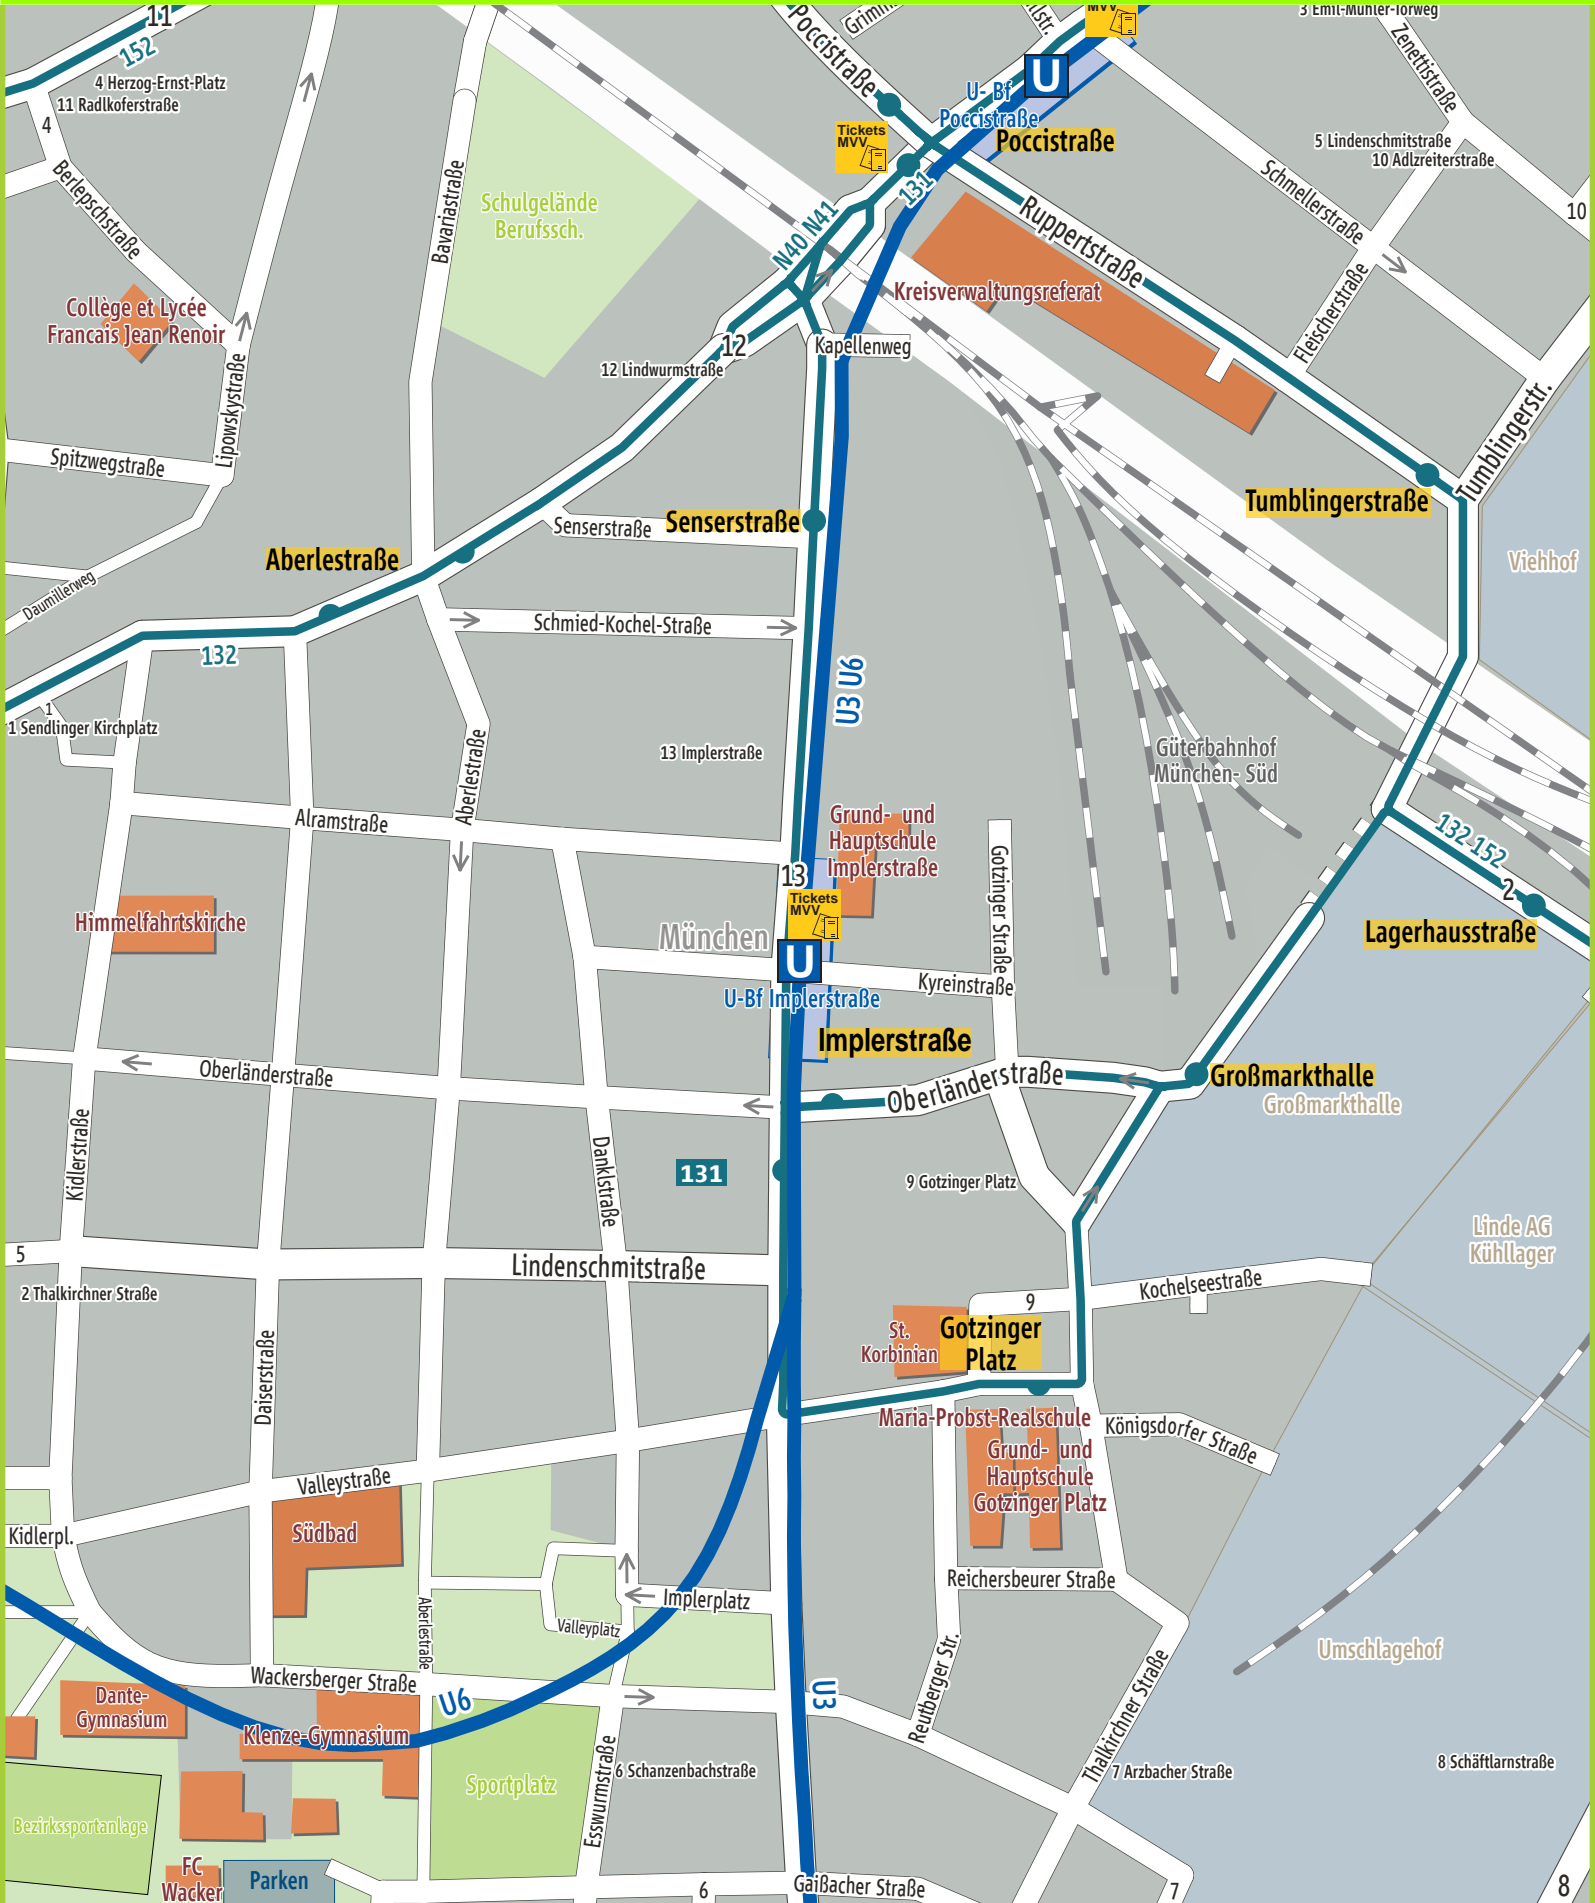 11
152
4 Herzog-Ernst-Platz
11 Radlkoferstraße
4
Berlepschstraße
Collège et Lycée
Francais Jean Renoir
Lipowskystraße
Spitzwegstraße
Daumillerweg
Bavariastraße
Schulgelände
Berufssch.
Poccistraße
MVV
3 Emil-Muhler-Torweg
Zenettistraße
U
U- Bf
Poccistraße
Poccistraße
Tickets
MVV
131
N40 N41
5 Lindenschmitstraße
10 Adlzreiterstraße
10
Schmellerstraße
Fleischerstraße
Ruppertstraße
Kreisverwaltungsreferat
Kapellenweg
12
12 Lindwurmstraße
Tumblingerstr.
Tumblingerstraße
Viehhof
Senserstraße
Senserstraße
Aberlestraße
Schmied-Kochel-Straße
132
1
1 Sendlinger Kirchplatz
U3 U6
13 Implerstraße
Aberlestraße
Alramstraße
Güterbahnhof
München- Süd
Grund- und
Hauptschule
Implerstraße
13
Tickets
MVV
132 152
2
Lagerhausstraße
Gotzinger Straße
Himmelfahrtskirche
München
U
U-Bf Implerstraße
Kyreinstraße
Implerstraße
Oberländerstraße
Oberländerstraße
Großmarkthalle
Großmarkthalle
Kidlerstraße
Danklstraße
131
9 Gotzinger Platz
Linde AG
Kühllager
5
Lindenschmitstraße
2 Thalkirchner Straße
Kochelseestraße
9
St.
Korbinian
Gotzinger
Platz
Daiserstraße
Maria-Probst-Realschule
Grund- und
Hauptschule
Gotzinger Platz
Königsdorfer Straße
Valleystraße
Kidlerpl.
Südbad
Reichersbeurer Straße
Implerplatz
Valleyplatz
Aberlestraße
Wackersberger Straße
U6
U3
Reutberger Str.
Thalkirchner Straße
Umschlagehof
Dante-
Gymnasium
Klenze-Gymnasium
Sportplatz
Esswurmstraße
6 Schanzenbachstraße
7 Arzbacher Straße
8 Schäftlarnstraße
Bezirkssportanlage
FC
Wacker
Parken
6
Gaißacher Straße
7
8